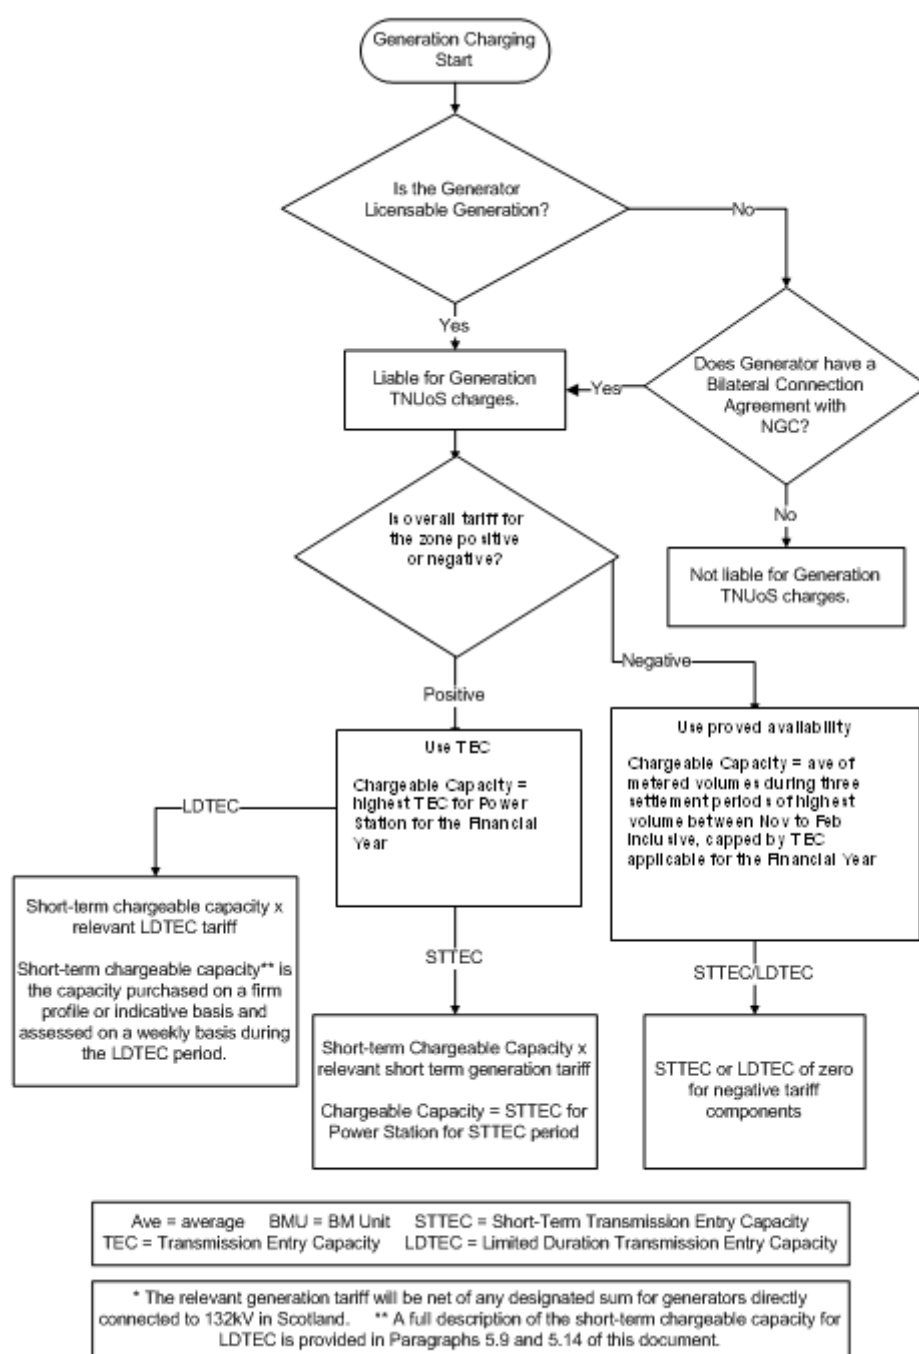 Generation Charging
Start
Is the Generator
Licensable Generation?
No
Yes
Does Generator have a
Bilateral Connection
Agreement with
NGC?
Liable for Generation
TNUoS charges.
Yes
Is overall tariff for
the zone positive
or negative?
No
Not liable for Generation
TNUoS charges.
Negative
Positive
Use TEC
Chargeable Capacity =
highest TEC for Power
Station for the Financial
Year
Use proved availability
Chargeable Capacity = ave of
metered volumes during three
settlement periods of highest
volume between Nov to Feb
inclusive, capped by TEC
applicable for the Financial Year
LDTEC
Short-term chargeable capacity x
relevant LDTEC tariff
Short-term chargeable capacity** is
the capacity purchased on a firm
profile or indicative basis and
assessed on a weekly basis during
the LDTEC period.
STTEC
STTEC/LDTEC
Short-term Chargeable Capacity x
relevant short term generation tariff
Chargeable Capacity = STTEC for
Power Station for STTEC period
STTEC or LDTEC of zero
for negative tariff
components
Ave = average BMU = BM Unit STTEC = Short-Term Transmission Entry Capacity
TEC = Transmission Entry Capacity LDTEC = Limited Duration Transmission Entry Capacity
* The relevant generation tariff will be net of any designated sum for generators directly
connected to 132kV in Scotland. ** A full description of the short-term chargeable capacity for
LDTEC is provided in Paragraphs 5.9 and 5.14 of this document.